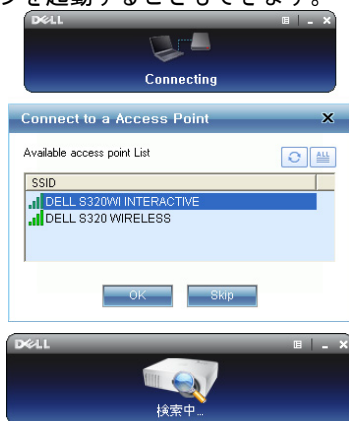 を起動することもできます。
DELL
Connecting
Connect to a Access Point
Available access point List
ALL
SSID
DELL S320WI INTERACTIVE
DELL S320 WIRELESS
OK
Skip
DELL
検索中...